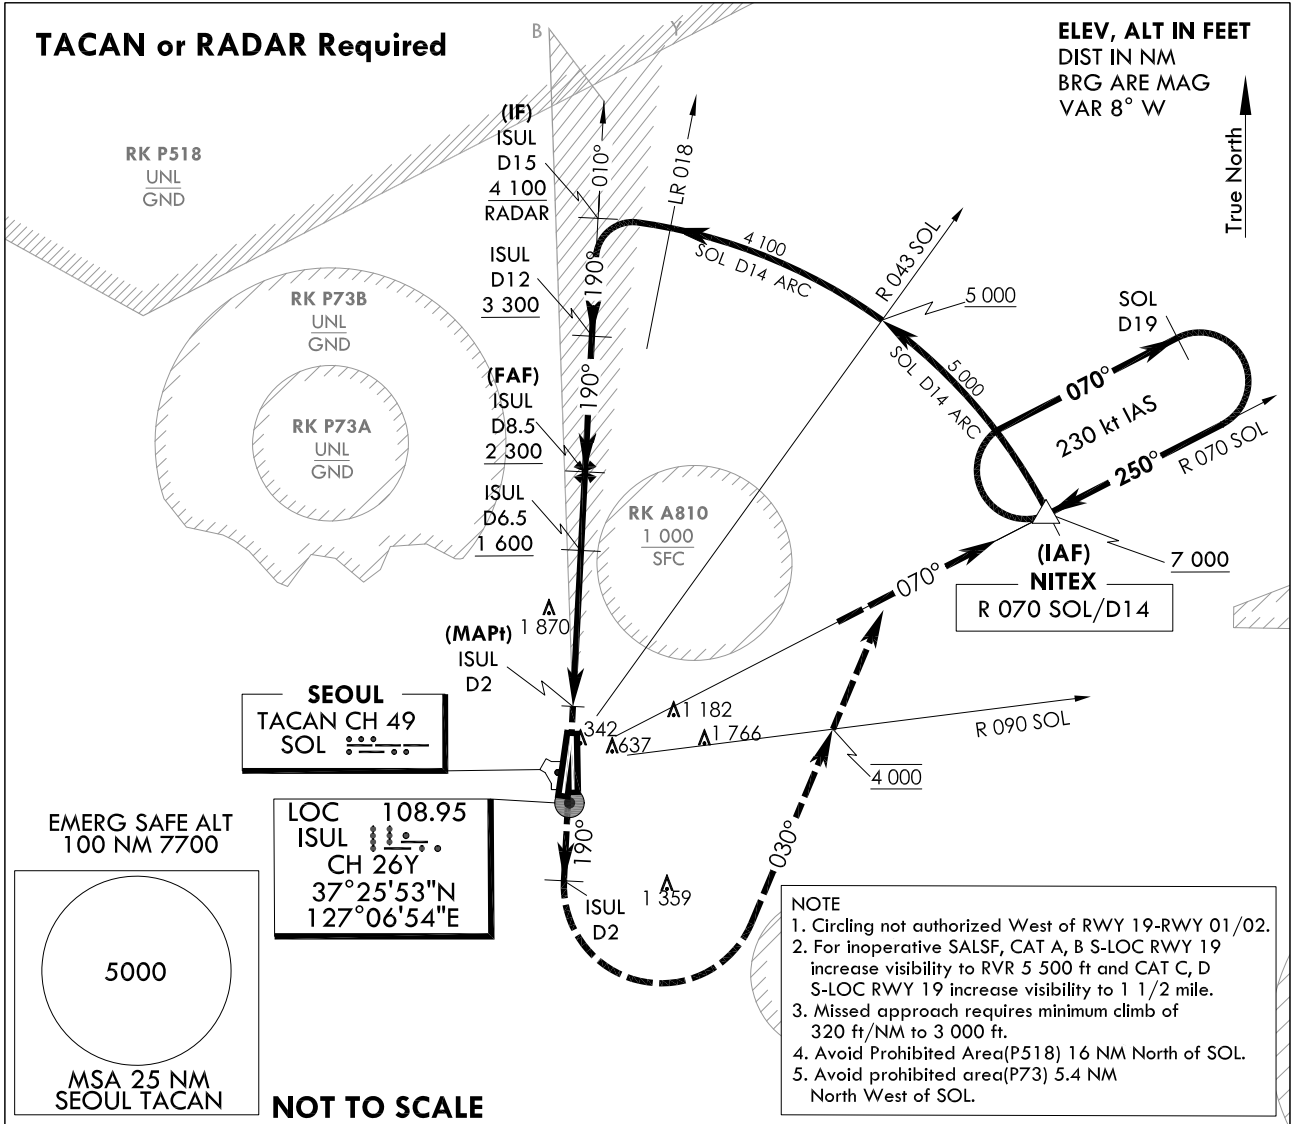 TACAN or RADAR Required
ELEV, ALT IN FEET
DIST IN NM
BRG ARE MAG
VAR 8° W
True North
B
Y
RK P518
UNL
GND
(IF)
ISUL
D15
4 100
RADAR
010°
LR 018
4 100
SOL D14 ARC
R 043 SOL
5 000
5 000
SOL D14 ARC
SOL
D19
070°
230 kt IAS
250°
R 070 SOL
ISUL
D12
3 300
190°
190°
RK P73B
UNL
GND
RK P73A
UNL
GND
(FAF)
ISUL
D8.5
2 300
ISUL
D6.5
1 600
RK A810
1 000
SFC
(IAF)
NITEX
R 070 SOL/D14
7 000
070°
1 870
(MAPt)
ISUL
D2
SEOUL
TACAN CH 49
SOL
342
637
1 182
1 766
R 090 SOL
4 000
LOC 108.95
ISUL
CH 26Y
37°25'53"N
127°06'54"E
190°
030°
ISUL
D2
1 359
EMERG SAFE ALT
100 NM 7700
5000
MSA 25 NM
SEOUL TACAN
NOT TO SCALE
NOTE
1. Circling not authorized West of RWY 19-RWY 01/02.
2. For inoperative SALSF, CAT A, B S-LOC RWY 19
increase visibility to RVR 5 500 ft and CAT C, D
S-LOC RWY 19 increase visibility to 1 1/2 mile.
3. Missed approach requires minimum climb of
320 ft/NM to 3 000 ft.
4. Avoid Prohibited Area(P518) 16 NM North of SOL.
5. Avoid prohibited area(P73) 5.4 NM
North West of SOL.